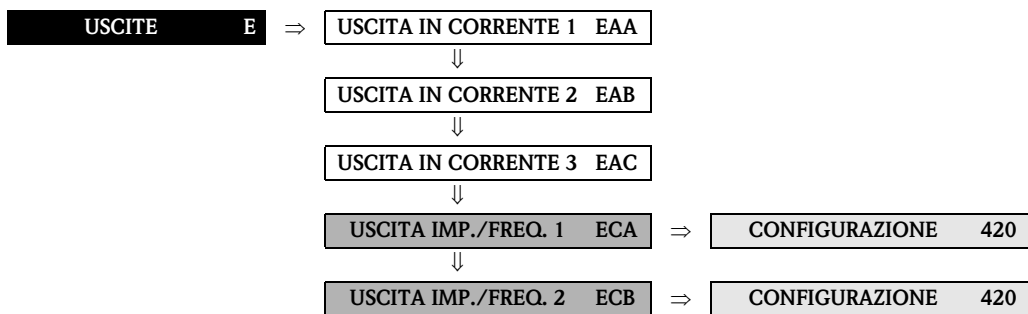 USCITE E ⇒ USCITA IN CORRENTE 1 EAA
⇓
USCITA IN CORRENTE 2 EAB
⇓
USCITA IN CORRENTE 3 EAC
⇓
USCITA IMP./FREQ. 1 ECA ⇒ CONFIGURAZIONE 420
⇓
USCITA IMP./FREQ. 2 ECB ⇒ CONFIGURAZIONE 420